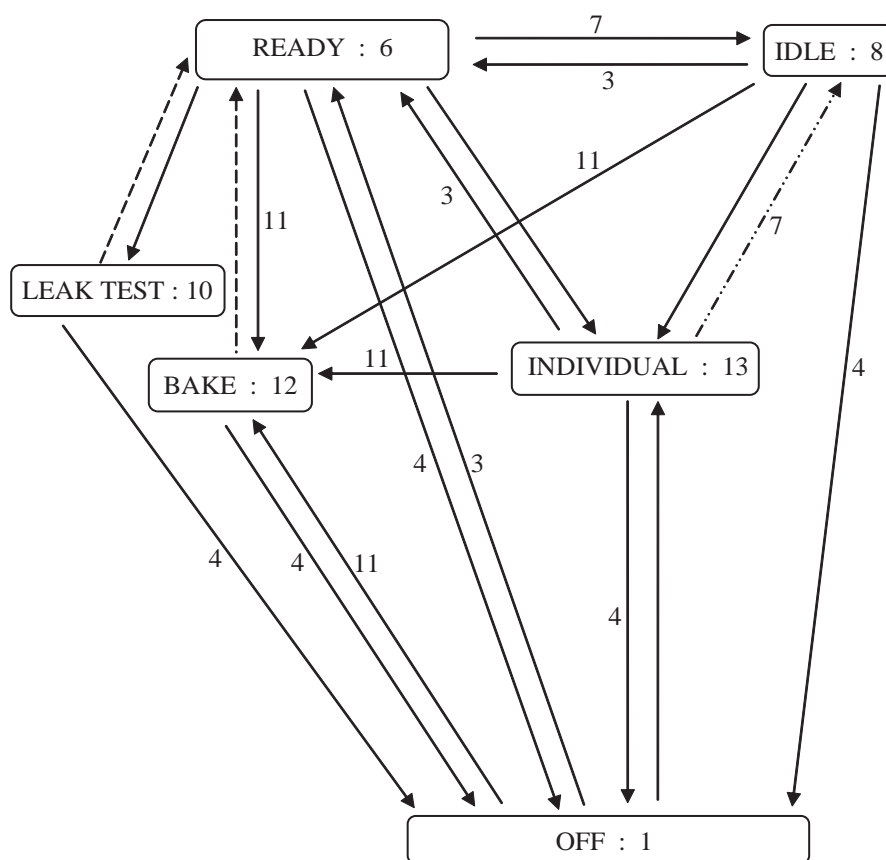 7
READY : 6
IDLE : 8
3
11
3
11
7
LEAK TEST : 10
11
INDIVIDUAL : 13
BAKE : 12
4
4
3
4
4
11
4
OFF : 1